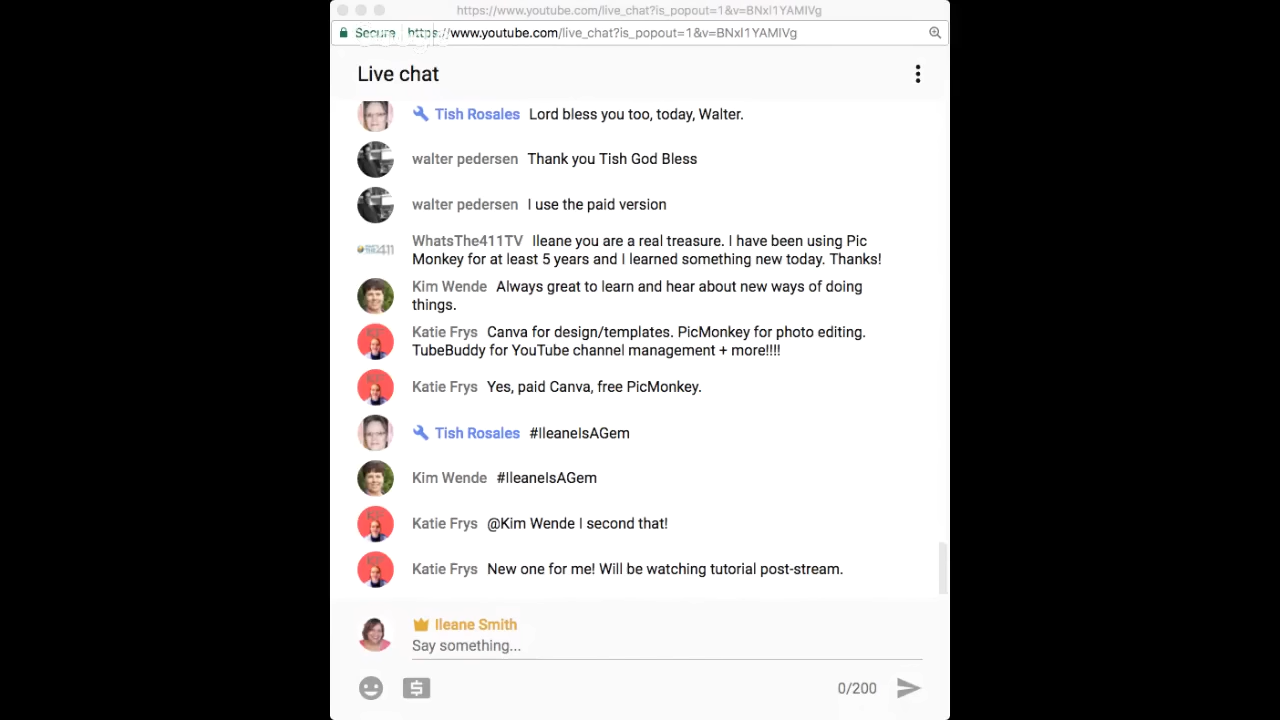 https://www.youtube.com/live_chat?is_popout=1&v=BNxI1YAMIVg
Secure https://www.youtube.com/live_chat?is_popout=1&v=BNxI1YAMIVg
Live chat
Tish Rosales Lord bless you too, today, Walter.
walter pedersen Thank you Tish God Bless
walter pedersen I use the paid version
WhatsThe411TV Ileane you are a real treasure. I have been using Pic
Monkey for at least 5 years and I learned something new today. Thanks!
Kim Wende Always great to learn and hear about new ways of doing
things.
Katie Frys Canva for design/templates. PicMonkey for photo editing.
TubeBuddy for YouTube channel management + more!!!!
Katie Frys Yes, paid Canva, free PicMonkey.
Tish Rosales #IleaneIsAGem
Kim Wende #IleaneIsAGem
Katie Frys @Kim Wende I second that!
Katie Frys New one for me! Will be watching tutorial post-stream.
Ileane Smith
Say something...
0/200